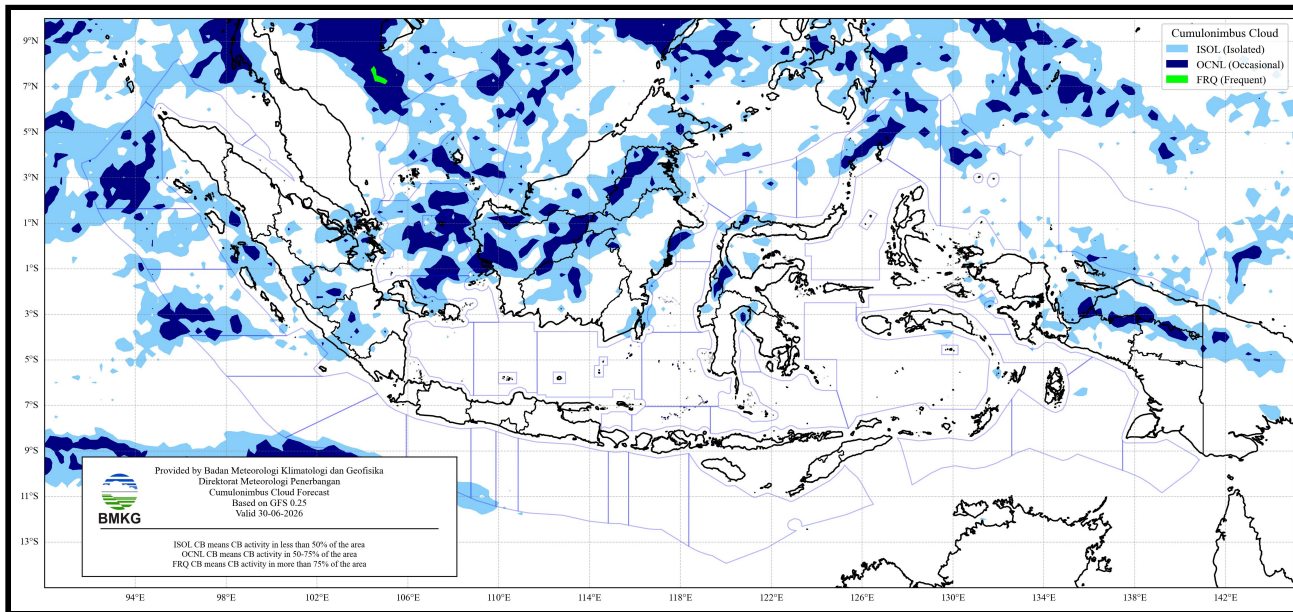 Cumulonimbus Cloud
ISOL (Isolated)
OCNL (Occasional)
FRQ (Frequent)
9°N
7°N
5°N
3°N
1°N
1°S
3°S
5°S
7°S
9°S
11°S
13°S
Provided by Badan Meteorologi Klimatologi dan Geofisika
Direktorat Meteorologi Penerbangan
Cumulonimbus Cloud Forecast
Based on GFS 0.25
Valid 30-06-2026
BMKG
ISOL CB means CB activity in less than 50% of the area
OCNL CB means CB activity in 50-75% of the area
FRQ CB means CB activity in more than 75% of the area
94°E 98°E 102°E 106°E 110°E 114°E 118°E 122°E 126°E 130°E 134°E 138°E 142°E